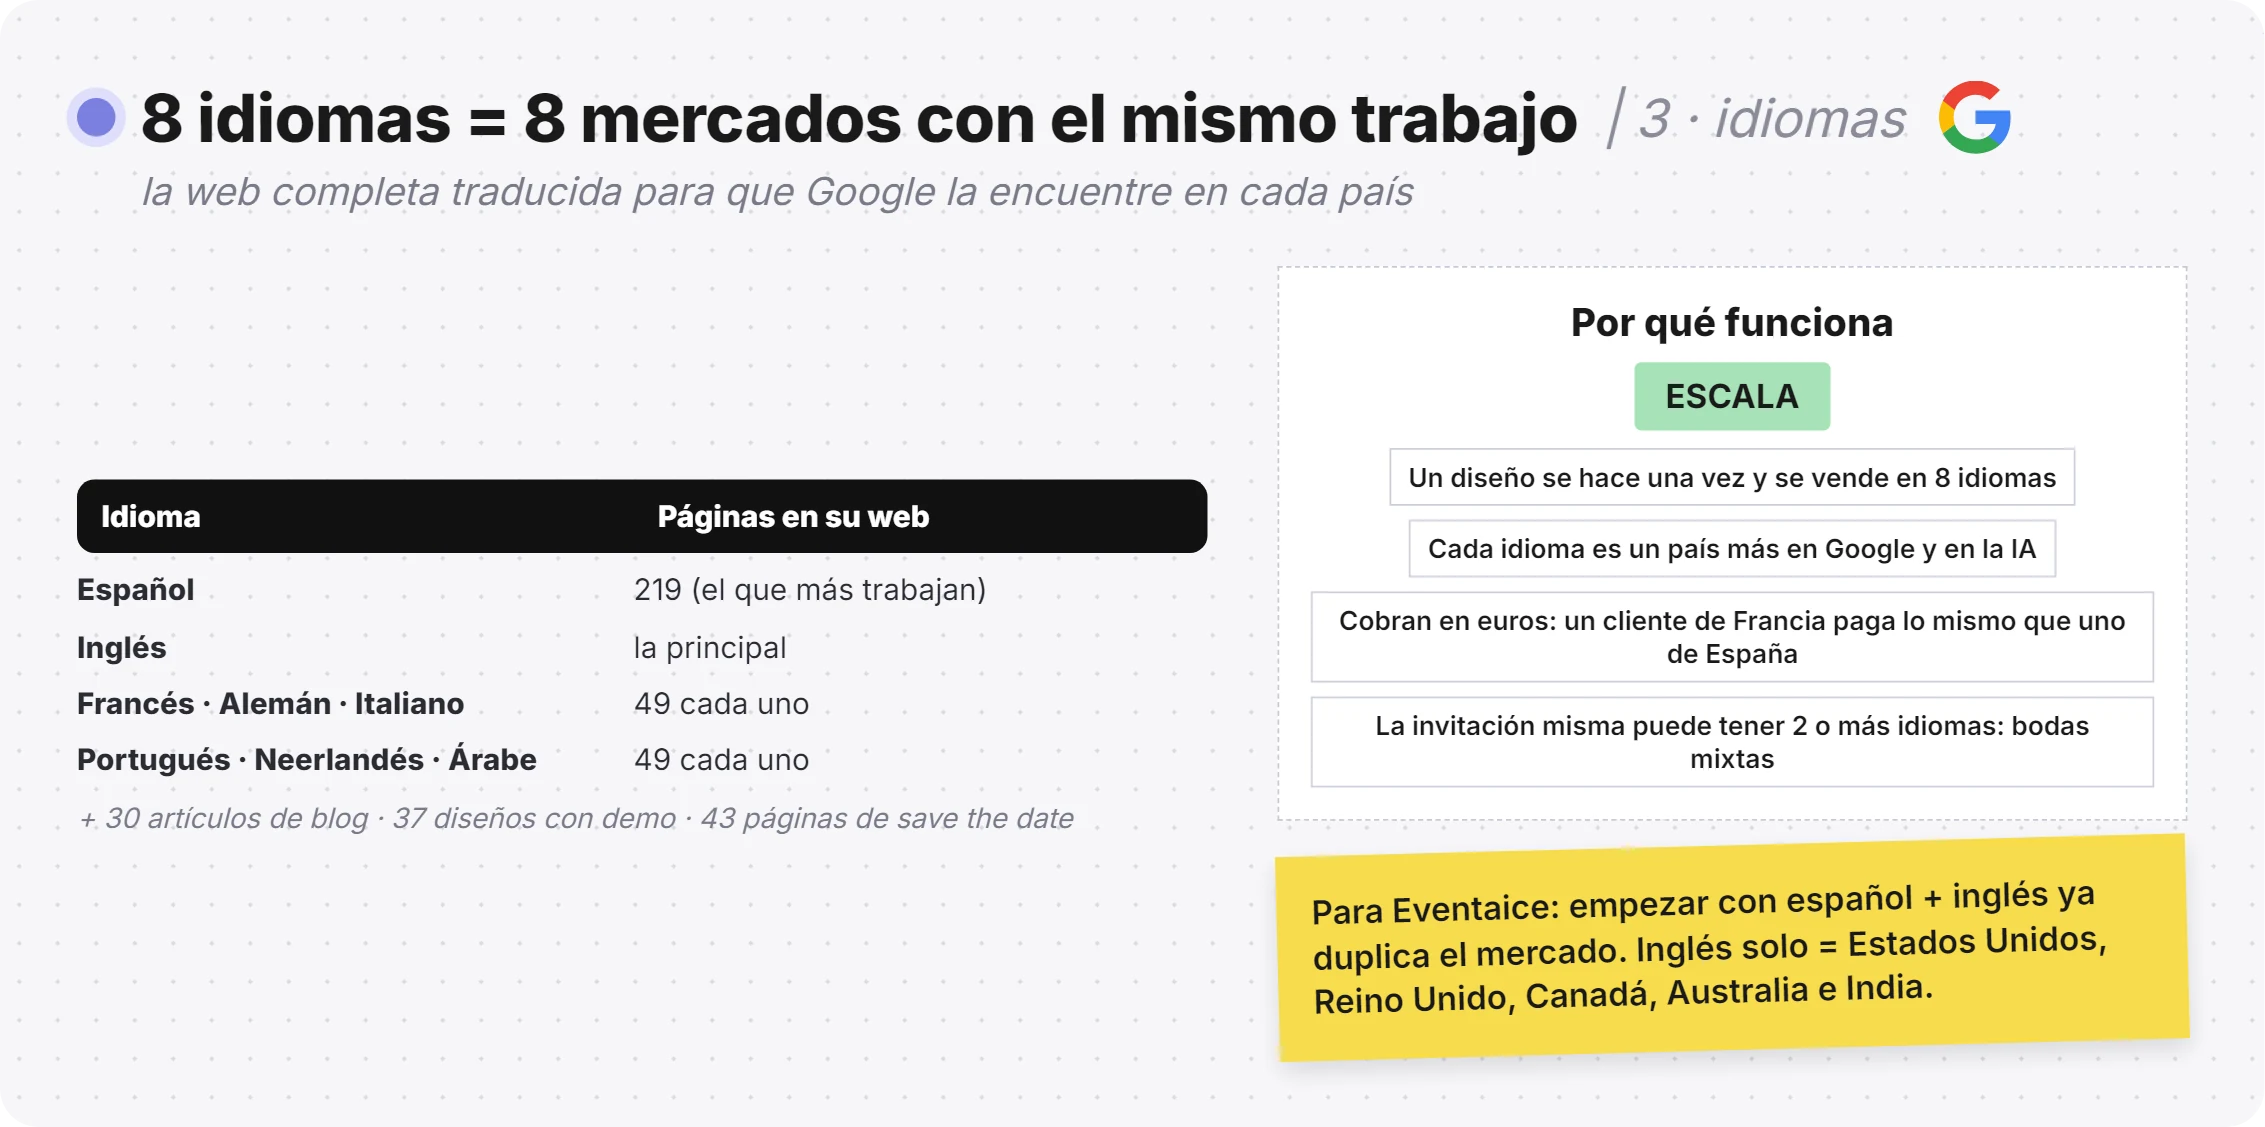 8 idiomas = 8 mercados con el mismo trabajo | 3 · idiomas
la web completa traducida para que Google la encuentre en cada país
Idioma Páginas en su web
Español 219 (el que más trabajan)
Inglés la principal
Francés · Alemán · Italiano 49 cada uno
Portugués · Neerlandés · Árabe 49 cada uno
+ 30 artículos de blog · 37 diseños con demo · 43 páginas de save the date
Por qué funciona
ESCALA
Un diseño se hace una vez y se vende en 8 idiomas
Cada idioma es un país más en Google y en la IA
Cobran en euros: un cliente de Francia paga lo mismo que uno
de España
La invitación misma puede tener 2 o más idiomas: bodas
mixtas
Para Eventaice: empezar con español + inglés ya
duplica el mercado. Inglés solo = Estados Unidos,
Reino Unido, Canadá, Australia e India.